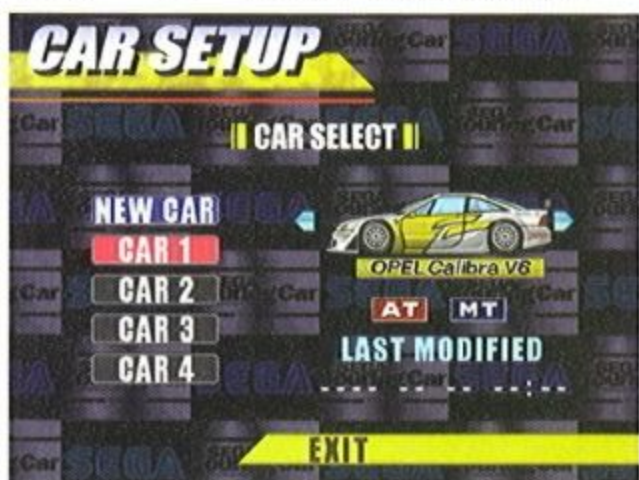 CAR SETUP
CAR SELECT
NEW CAR
CAR 1
CAR 2
CAR 3
CAR 4
OPEL Calibra V6
AT MT
LAST MODIFIED
---- -- -- --:--
EXIT